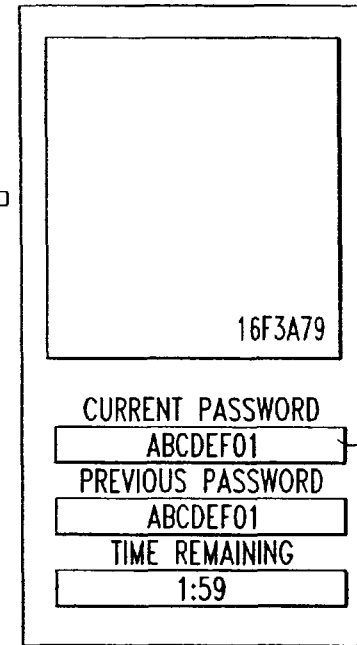 16F3A79
CURRENT PASSWORD
ABCDEF01
PREVIOUS PASSWORD
ABCDEF01
TIME REMAINING
1:59